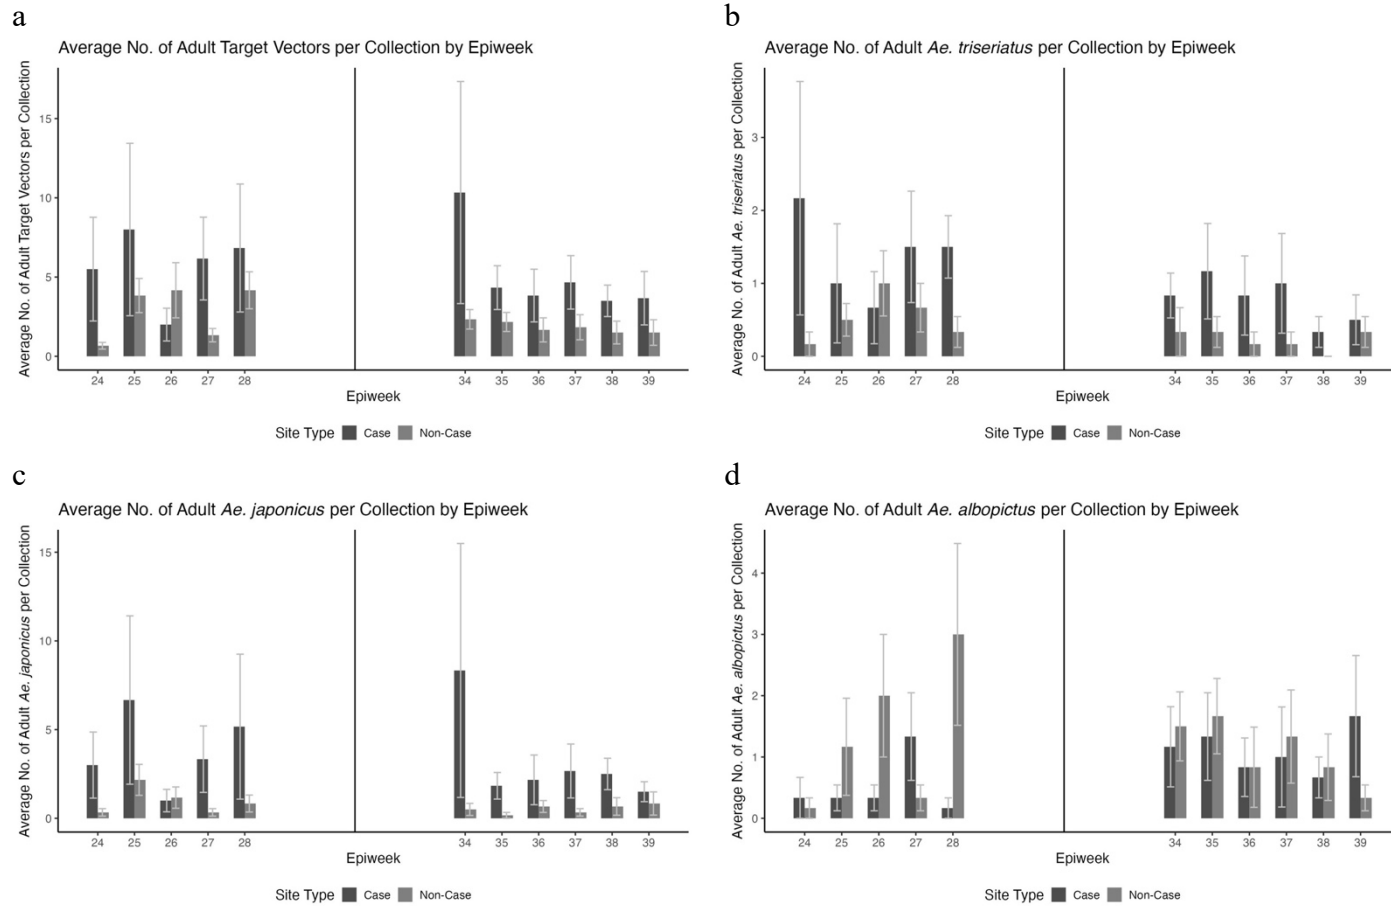 a
Average No. of Adult Target Vectors per Collection by Epiweek
Average No. of Adult Target Vectors per Collection
15
10
5
0
24 25 26 27 28 34 35 36 37 38 39
Epiweek
Site Type Case Non-Case
b
Average No. of Adult Ae. triseriatus per Collection by Epiweek
Average No. of Adult Ae. triseriatus per Collection
3
2
1
0
24 25 26 27 28 34 35 36 37 38 39
Epiweek
Site Type Case Non-Case
c
Average No. of Adult Ae. japonicus per Collection by Epiweek
Average No. of Adult Ae. japonicus per Collection
15
10
5
0
24 25 26 27 28 34 35 36 37 38 39
Epiweek
Site Type Case Non-Case
d
Average No. of Adult Ae. albopictus per Collection by Epiweek
Average No. of Adult Ae. albopictus per Collection
4
3
2
1
0
24 25 26 27 28 34 35 36 37 38 39
Epiweek
Site Type Case Non-Case